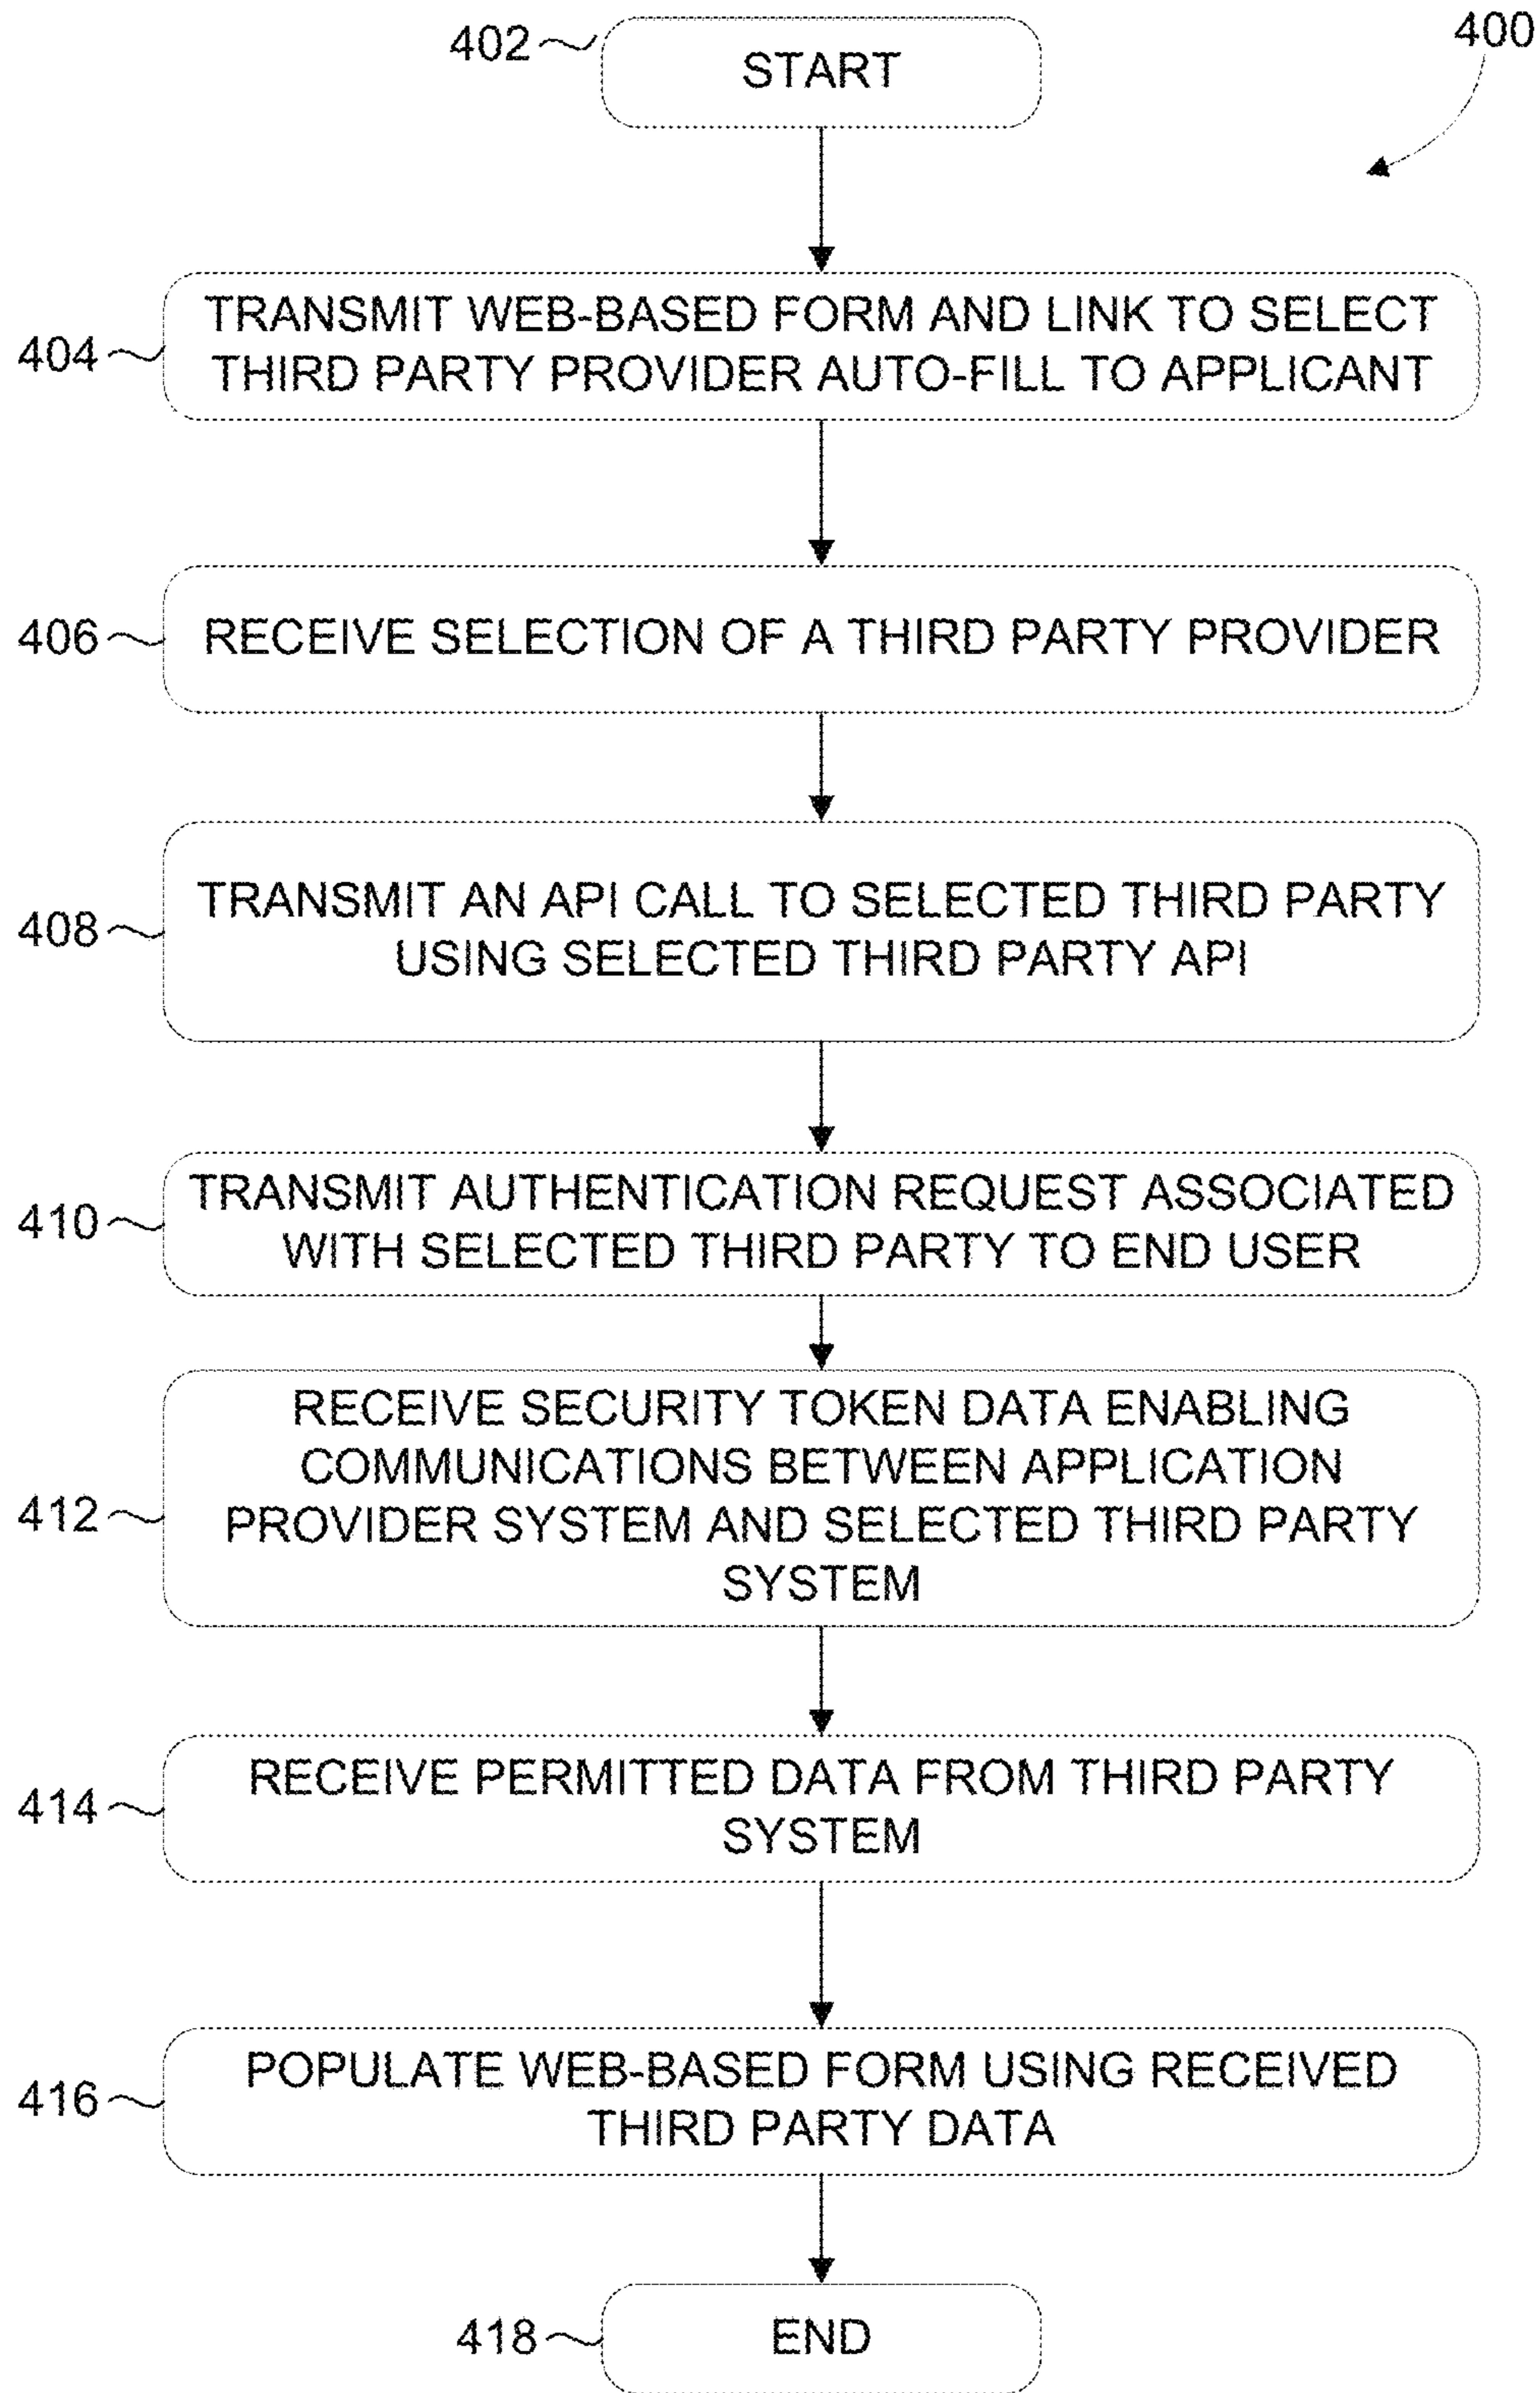 400
402
START
404
TRANSMIT WEB-BASED FORM AND LINK TO SELECT
THIRD PARTY PROVIDER AUTO-FILL TO APPLICANT
406
RECEIVE SELECTION OF A THIRD PARTY PROVIDER
408
TRANSMIT AN API CALL TO SELECTED THIRD PARTY
USING SELECTED THIRD PARTY API
410
TRANSMIT AUTHENTICATION REQUEST ASSOCIATED
WITH SELECTED THIRD PARTY TO END USER
412
RECEIVE SECURITY TOKEN DATA ENABLING
COMMUNICATIONS BETWEEN APPLICATION
PROVIDER SYSTEM AND SELECTED THIRD PARTY
SYSTEM
414
RECEIVE PERMITTED DATA FROM THIRD PARTY
SYSTEM
416
POPULATE WEB-BASED FORM USING RECEIVED
THIRD PARTY DATA
418
END